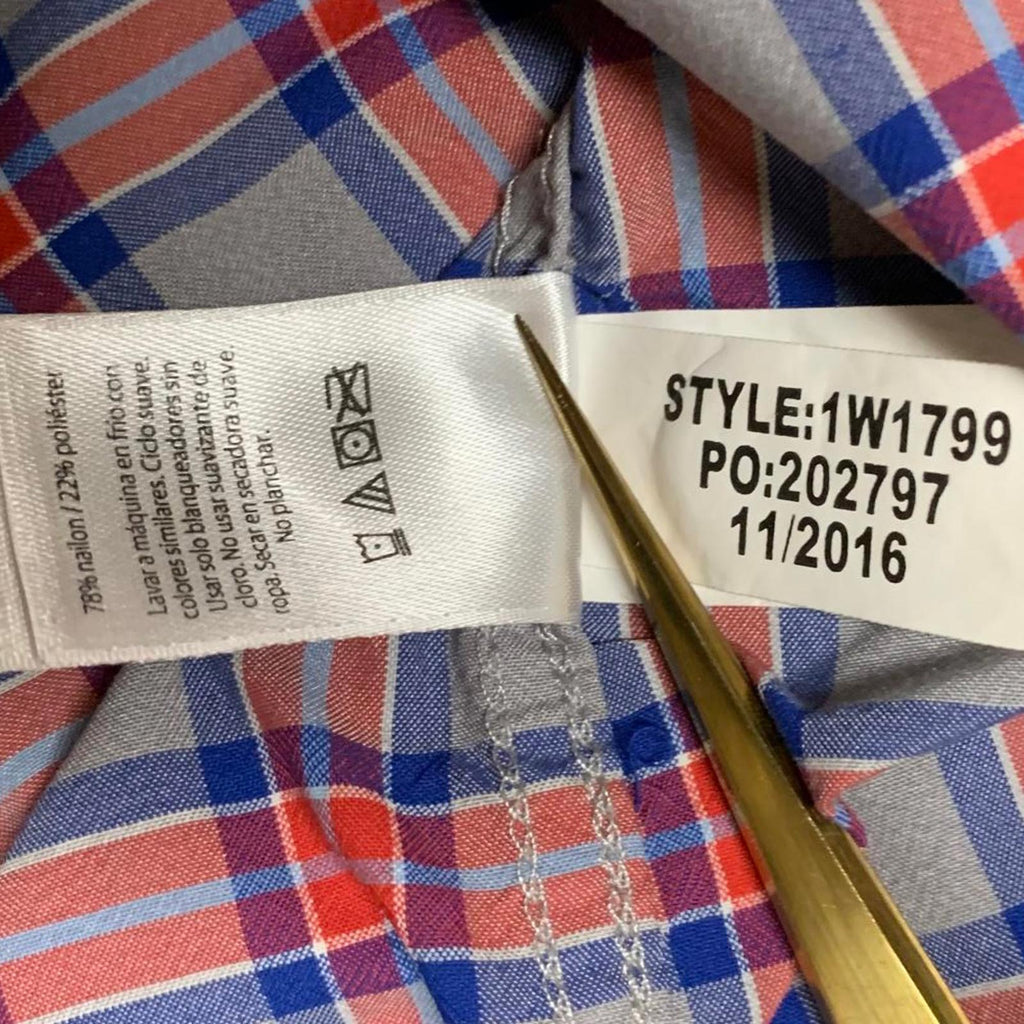 78% nailon / 22% poliéster
Lavar a máquina en frío con
colores similares. Ciclo suave.
Usar solo blanqueadores sin
cloro. No usar suavizante de
ropa. Secar en secadora suave.
No planchar.
STYLE:1W1799
PO:202797
11/2016